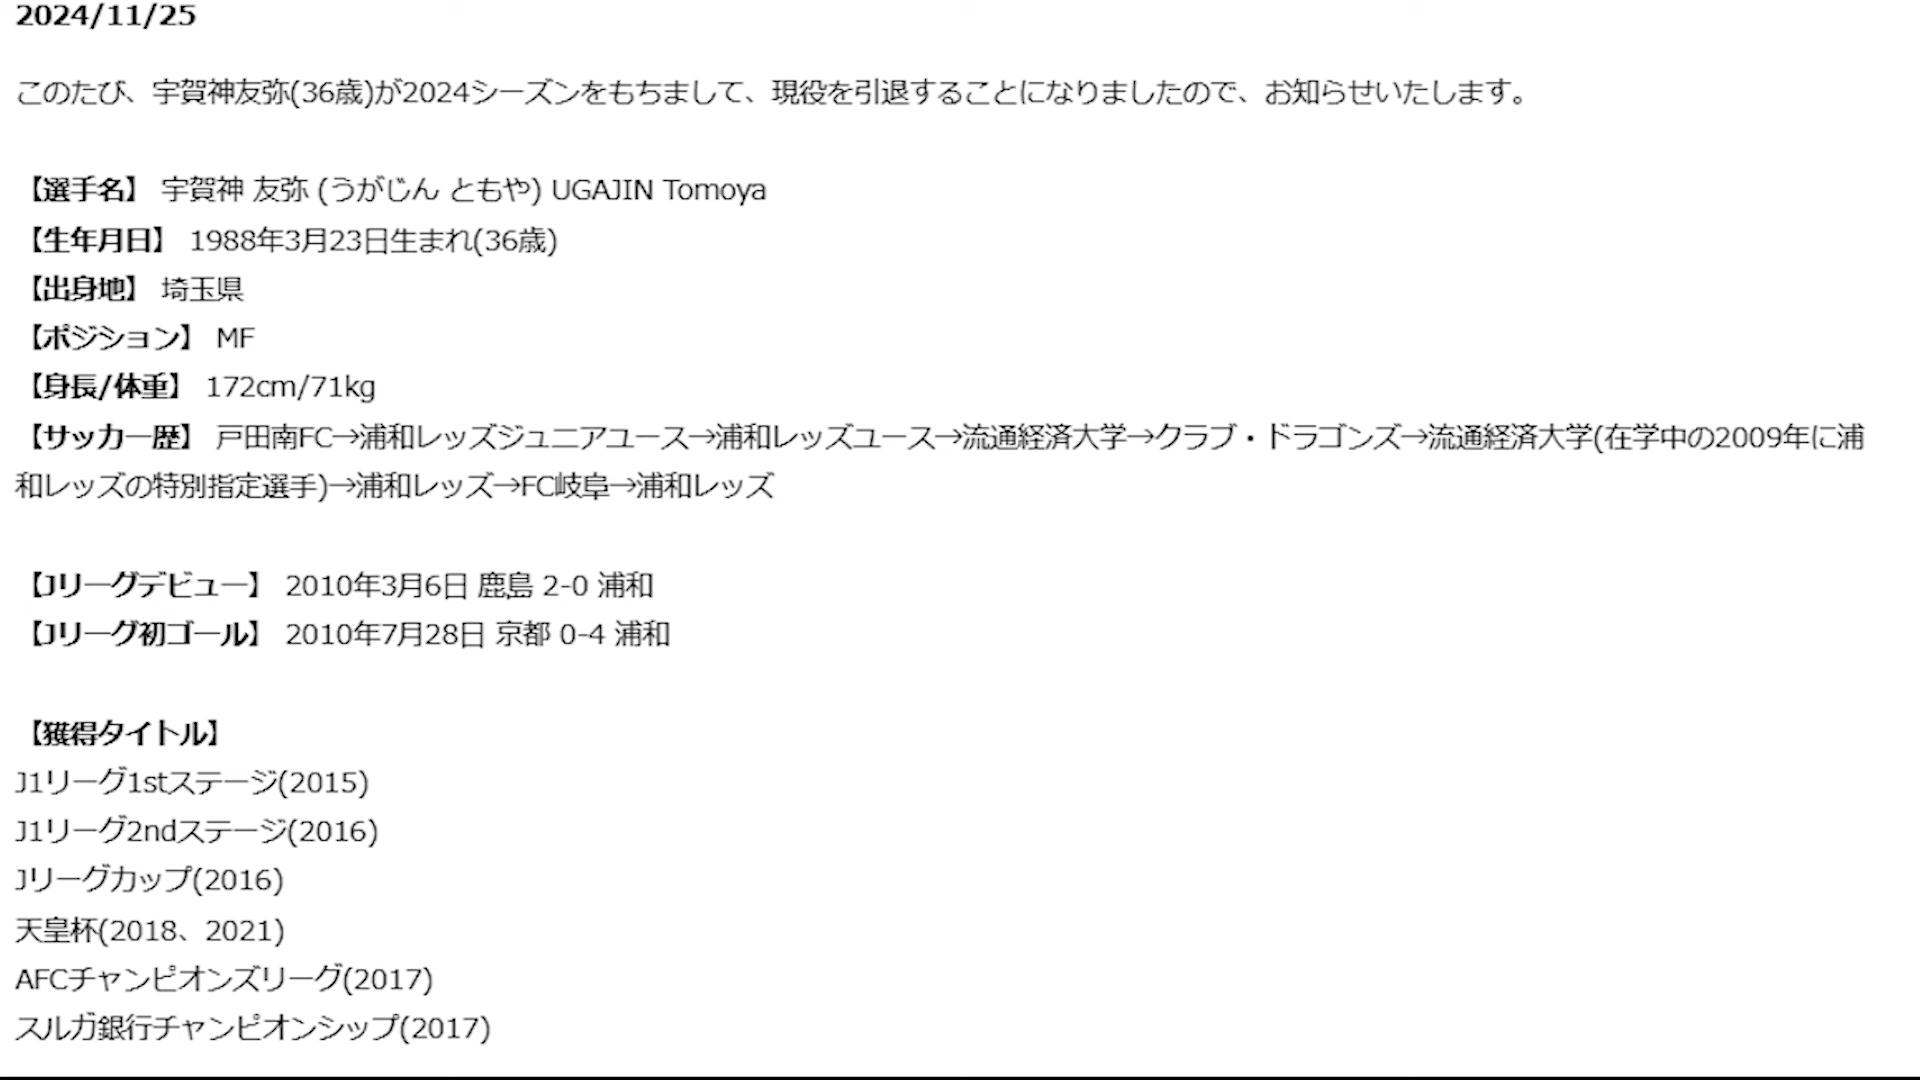 2024/11/25
このたび、宇賀神友弥(36歳)が2024シーズンをもちまして、現役を引退することになりましたので、お知らせいたします。
【選手名】 宇賀神 友弥 (うがじん ともや) UGAJIN Tomoya
【生年月日】 1988年3月23日生まれ(36歳)
【出身地】 埼玉県
【ポジション】 MF
【身長/体重】 172cm/71kg
【サッカー歴】 戸田南FC→浦和レッズジュニアユース→浦和レッズユース→流通経済大学→クラブ・ドラゴンズ→流通経済大学(在学中の2009年に浦
和レッズの特別指定選手)→浦和レッズ→FC岐阜→浦和レッズ
【Jリーグデビュー】 2010年3月6日 鹿島 2-0 浦和
【Jリーグ初ゴール】 2010年7月28日 京都 0-4 浦和
【獲得タイトル】
J1リーグ1stステージ(2015)
J1リーグ2ndステージ(2016)
Jリーグカップ(2016)
天皇杯(2018、2021)
AFCチャンピオンズリーグ(2017)
スルガ銀行チャンピオンシップ(2017)